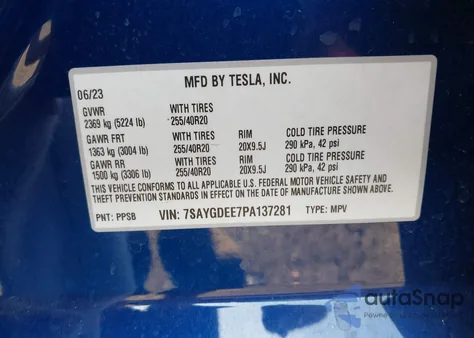 MFD BY TESLA, INC.
06/23
GVWR WITH TIRES
2369 kg (5224 lb) 255/40R20
GAWR FRT WITH TIRES RIM COLD TIRE PRESSURE
1363 kg (3004 lb) 255/40R20 20X9.5J 290 kPa, 42 psi
GAWR RR WITH TIRES RIM COLD TIRE PRESSURE
1500 kg (3306 lb) 255/40R20 20X9.5J 290 kPa, 42 psi
THIS VEHICLE CONFORMS TO ALL APPLICABLE U.S. FEDERAL MOTOR VEHICLE SAFETY AND
THEFT PREVENTION STANDARDS IN EFFECT ON THE DATE OF MANUFACTURE SHOWN ABOVE.
PNT: PPSB VIN: 7SAYGDEE7PA137281 TYPE: MPV
autoSnap